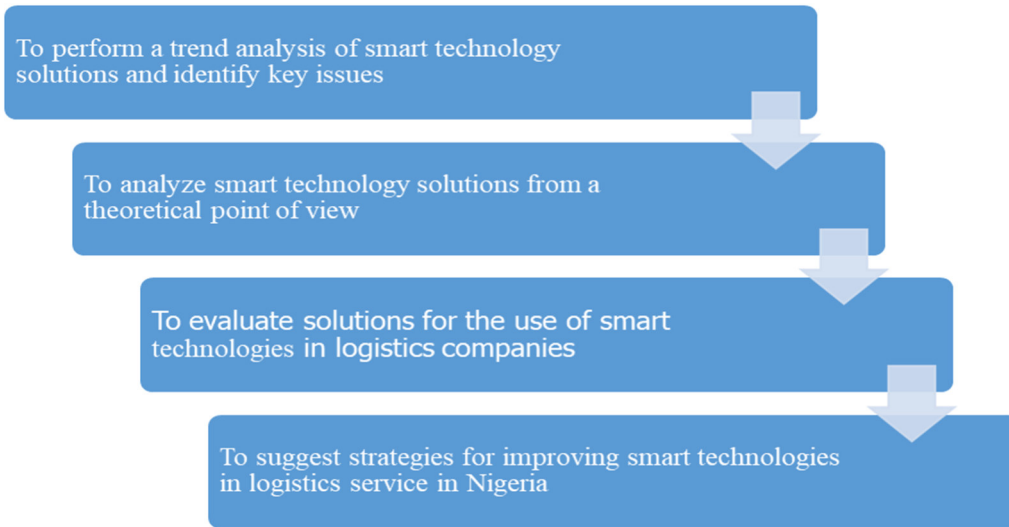 To perform a trend analysis of smart technology
solutions and identify key issues
To analyze smart technology solutions from a
theoretical point of view
To evaluate solutions for the use of smart
technologies in logistics companies
To suggest strategies for improving smart technologies
in logistics service in Nigeria